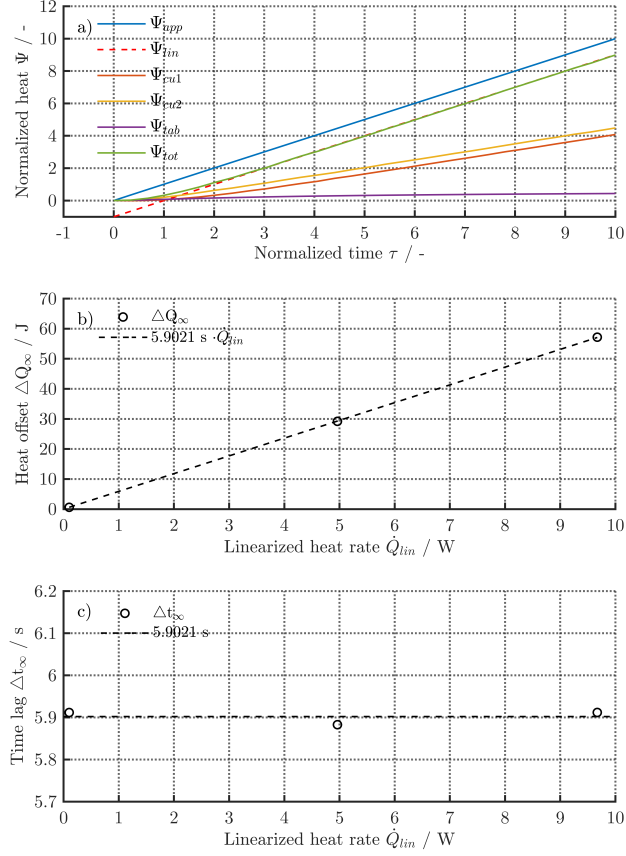 a)
Ψapp
Ψlin
Ψcu1
Ψcu2
Ψtab
Ψtot
Normalized heat Ψ / -
12
10
8
6
4
2
0
-1 0 1 2 3 4 5 6 7 8 9 10
Normalized time τ / -
b)
△Q∞
5.9021 s ·Q̇lin
Heat offset △Q∞ / J
70
60
50
40
30
20
10
0
0 1 2 3 4 5 6 7 8 9 10
Linearized heat rate Q̇lin / W
c)
△t∞
5.9021 s
Time lag △t∞ / s
6.2
6.1
6
5.9
5.8
5.7
0 1 2 3 4 5 6 7 8 9 10
Linearized heat rate Q̇lin / W